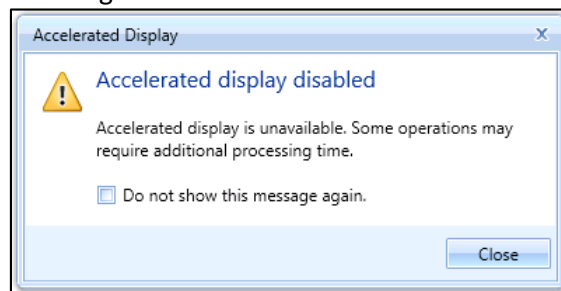 Accelerated Display
x
Accelerated display disabled
Accelerated display is unavailable. Some operations may
require additional processing time.
Do not show this message again.
Close